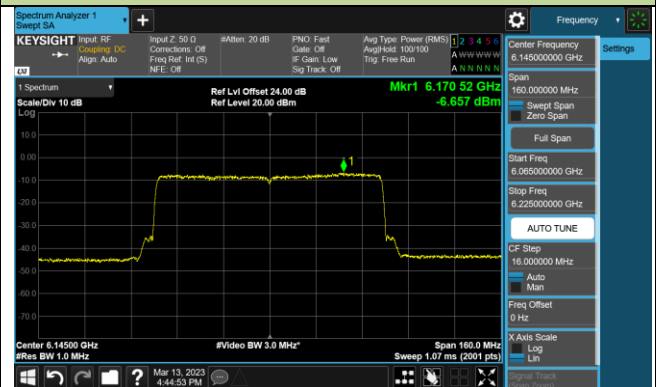 Spectrum Analyzer 1
Swept SA
Frequency
KEYSIGHT
Input: RF
Coupling: DC
Align: Auto
Input Z: 50 Ω
Corrections: Off
Freq Ref: Int (S)
NFE: Off
#Atten: 20 dB
PNO: Fast
Gate: Off
IF Gain: Low
Sig Track: Off
Avg Type: Power (RMS)
Avg|Hold: 100/100
Trig: Free Run
1 2 3 4 5 6
A W W W W W
A N N N N N
LXI
1 Spectrum
Scale/Div 10 dB
Log
Ref Lvl Offset 24.00 dB
Ref Level 20.00 dBm
Mkr1 6.170 52 GHz
-6.657 dBm
10.0
0.00
-10.0
-20.0
-30.0
-40.0
-50.0
-60.0
-70.0
1
Center 6.14500 GHz
#Res BW 1.0 MHz
#Video BW 3.0 MHz*
Span 160.0 MHz
Sweep 1.07 ms (2001 pts)
Mar 13, 2023
4:44:53 PM
Center Frequency
6.145000000 GHz
Settings
Span
160.000000 MHz
Swept Span
Zero Span
Full Span
Start Freq
6.065000000 GHz
Stop Freq
6.225000000 GHz
AUTO TUNE
CF Step
16.000000 MHz
Auto
Man
Freq Offset
0 Hz
X Axis Scale
Log
Lin
Signal Track
(Span Zoom)